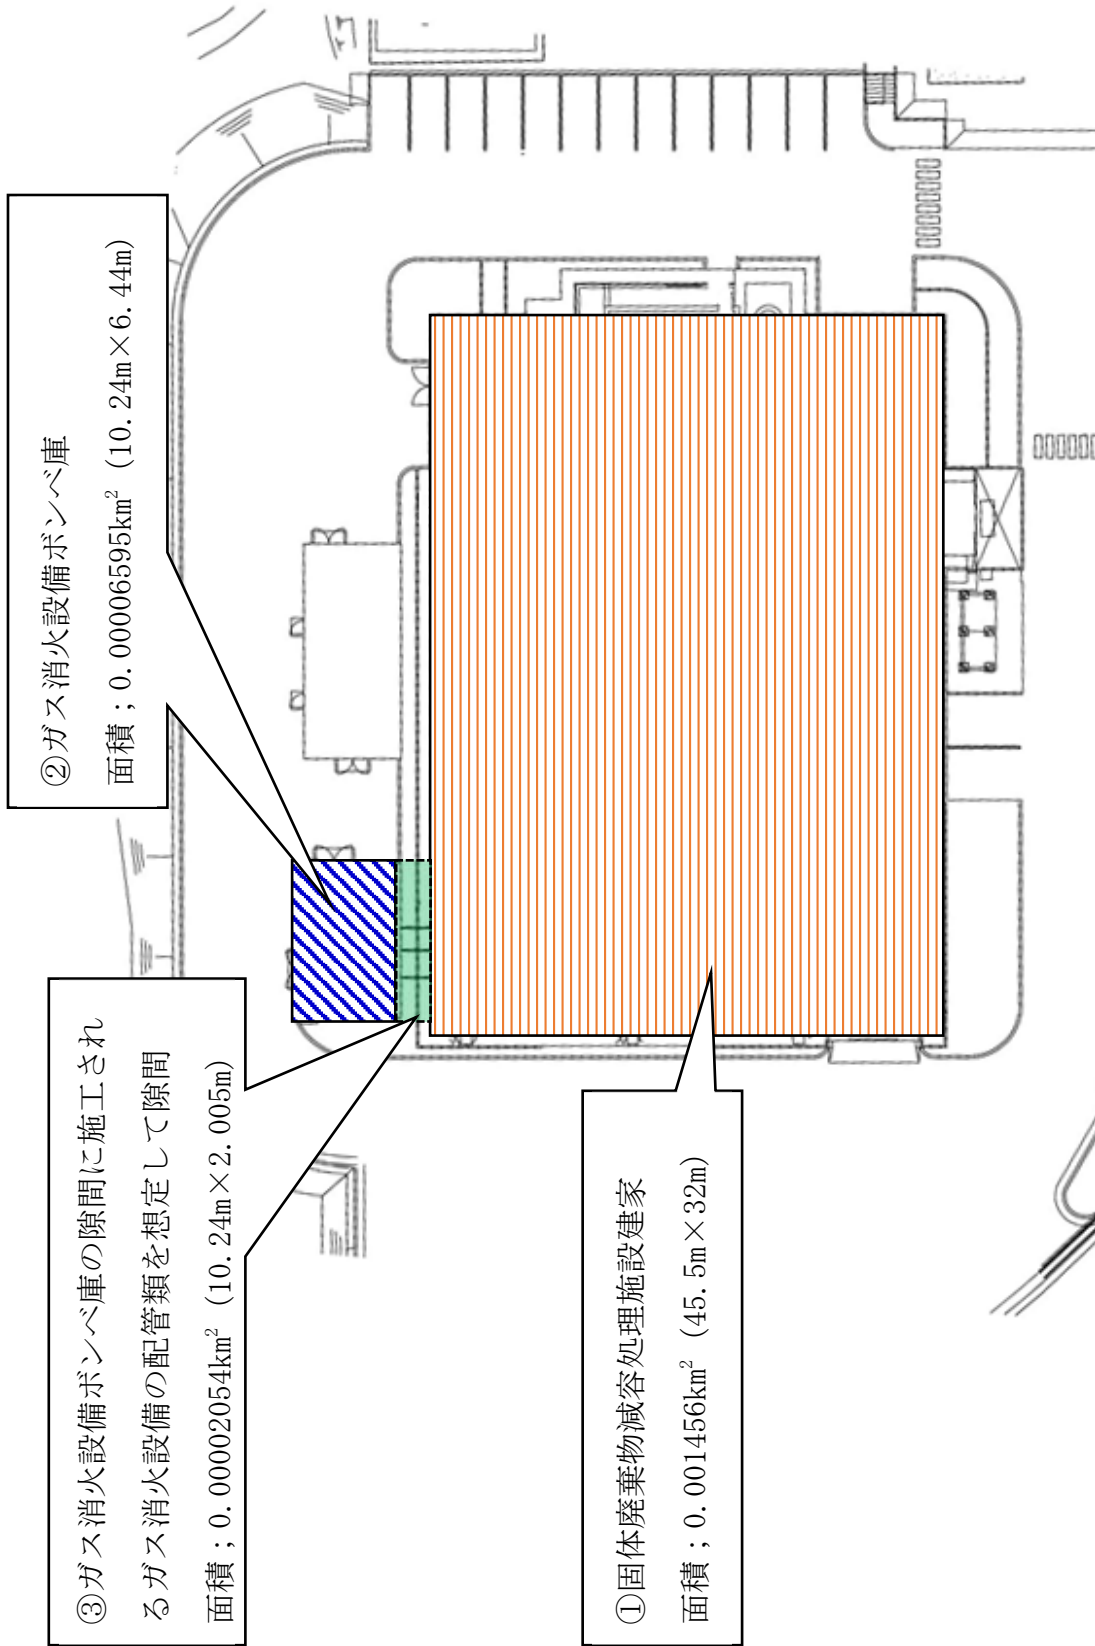 ②ガス消火設備ボンベ庫
面積；0.00006595km² (10.24m×6.44m)
③ガス消火設備ボンベ庫の隙間に施工され
るガス消火設備の配管類を想定して隙間
面積；0.00002054km² (10.24m×2.005m)
①固体廃棄物減容処理施設建家
面積；0.001456km² (45.5m×32m)